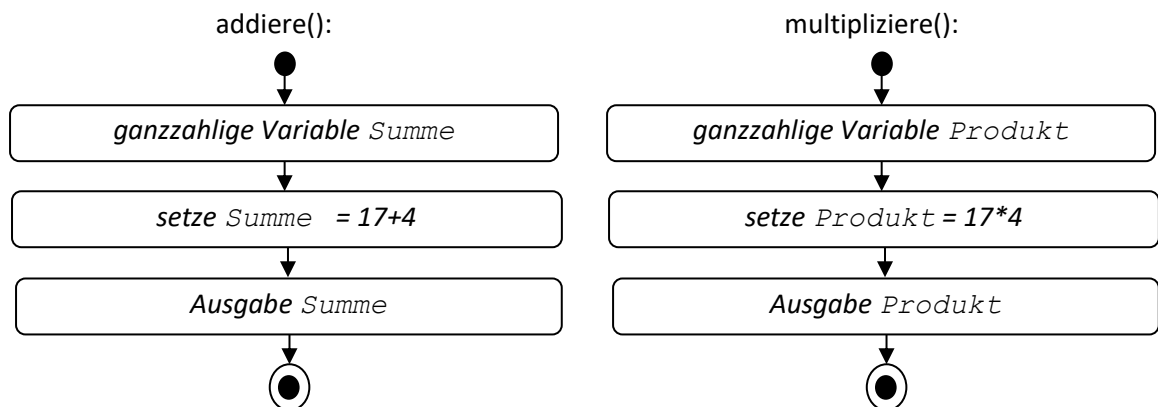 addiere():
ganzzahlige Variable Summe
setze Summe = 17+4
Ausgabe Summe
multipliziere():
ganzzahlige Variable Produkt
setze Produkt = 17*4
Ausgabe Produkt